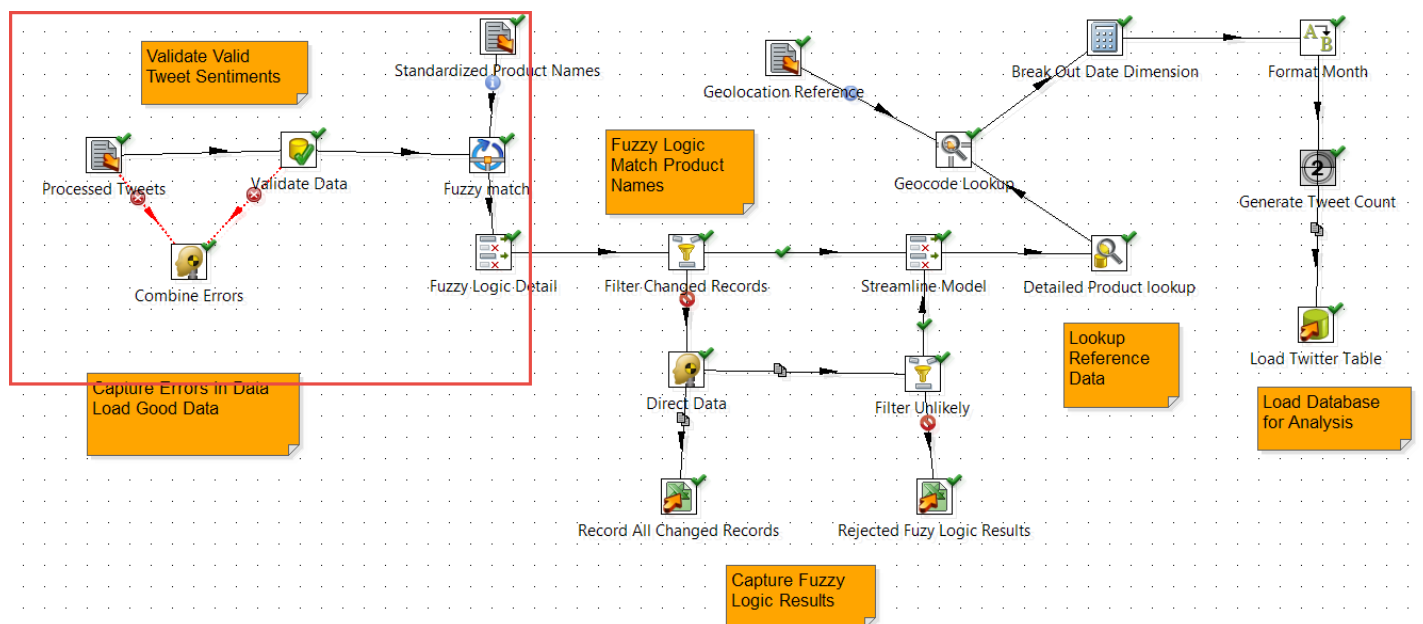 Validate Valid
Tweet Sentiments
Standardized Product Names
Geolocation Reference
Break Out Date Dimension
Format Month
Processed Tweets
Validate Data
Fuzzy match
Fuzzy Logic
Match Product
Names
Geocode Lookup
2
Generate Tweet Count
Combine Errors
Fuzzy Logic Detail
Filter Changed Records
Streamline Model
Detailed Product lookup
Lookup
Reference
Data
Load Twitter Table
Capture Errors in Data
Load Good Data
Direct Data
Filter Unlikely
Load Database
for Analysis
Record All Changed Records
Rejected Fuzy Logic Results
Capture Fuzzy
Logic Results
A
B